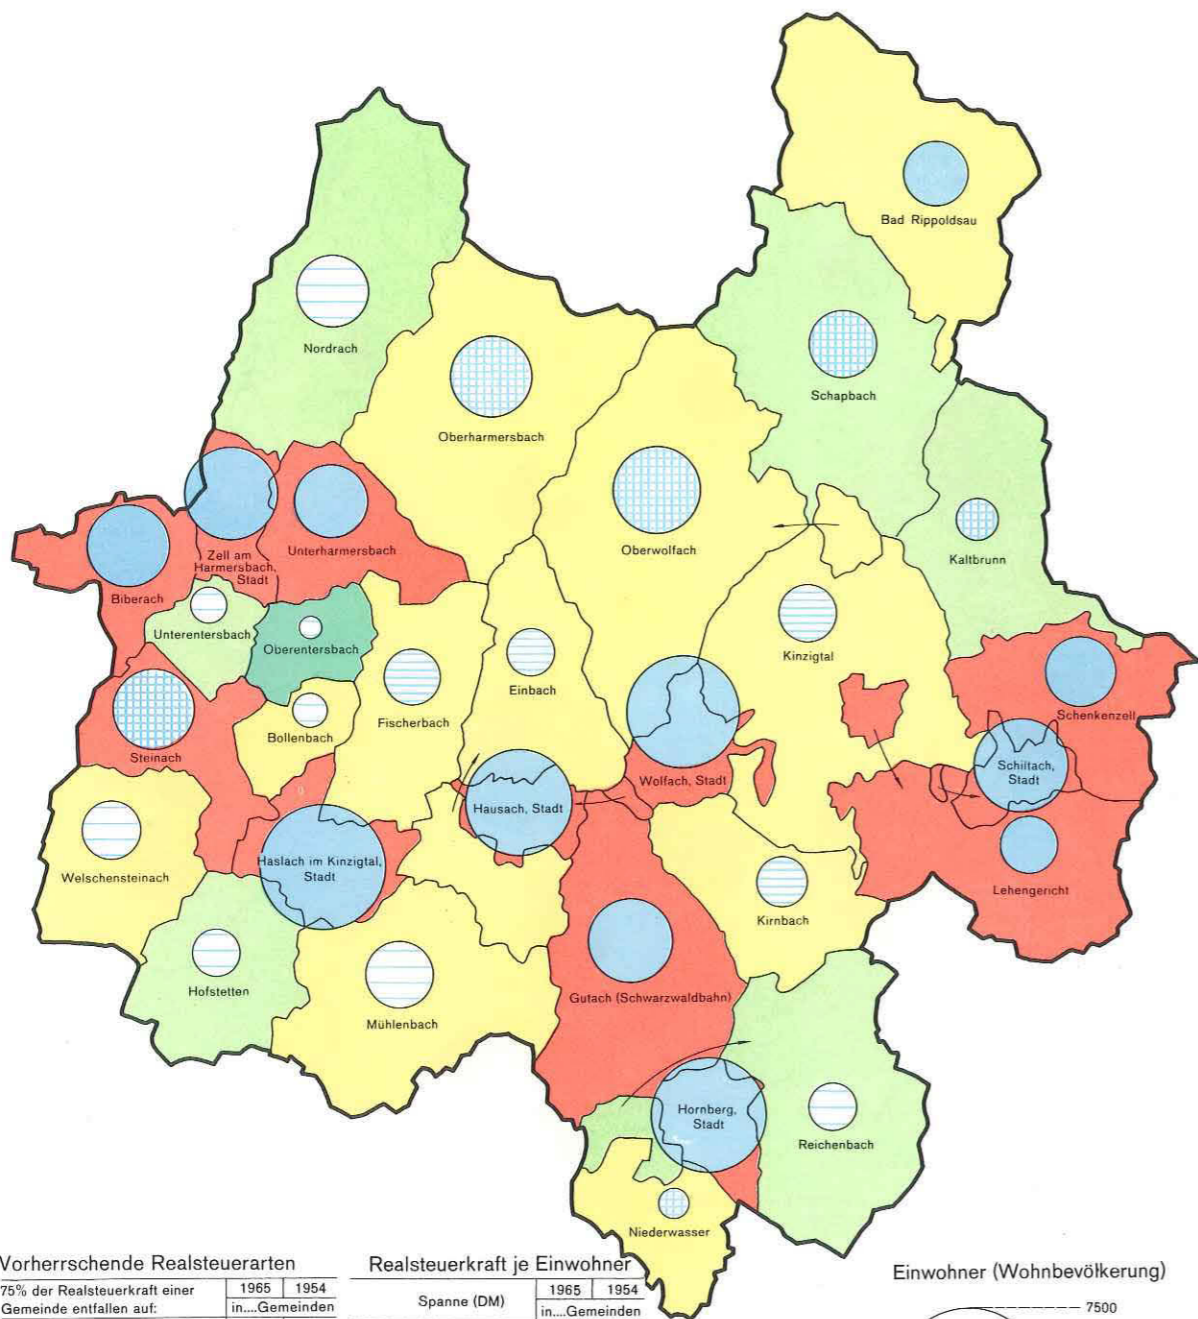 Bad Rippoldsau
Nordrach
Schapbach
Oberharmersbach
Oberwolfach
Kaltbrunn
Zell am
Harmersbach,
Stadt
Unterharmersbach
Biberach
Unterentersbach
Oberentersbach
Kinzigtal
Einbach
Fischerbach
Schenkenzell
Bollenbach
Steinach
Wolfach, Stadt
Schiltach,
Stadt
Hausach, Stadt
Haslach im Kinzigtal,
Stadt
Welschensteinach
Lehengericht
Kirnbach
Hofstetten
Gutach (Schwarzwaldbahn)
Mühlenbach
Hornberg,
Stadt
Reichenbach
Niederwasser
Vorherrschende Realsteuerarten
75% der Realsteuerkraft einer
Gemeinde entfallen auf:
1965 1954
in....Gemeinden
Realsteuerkraft je Einwohner
Spanne (DM)
1965 1954
in....Gemeinden
Einwohner (Wohnbevölkerung)
7500